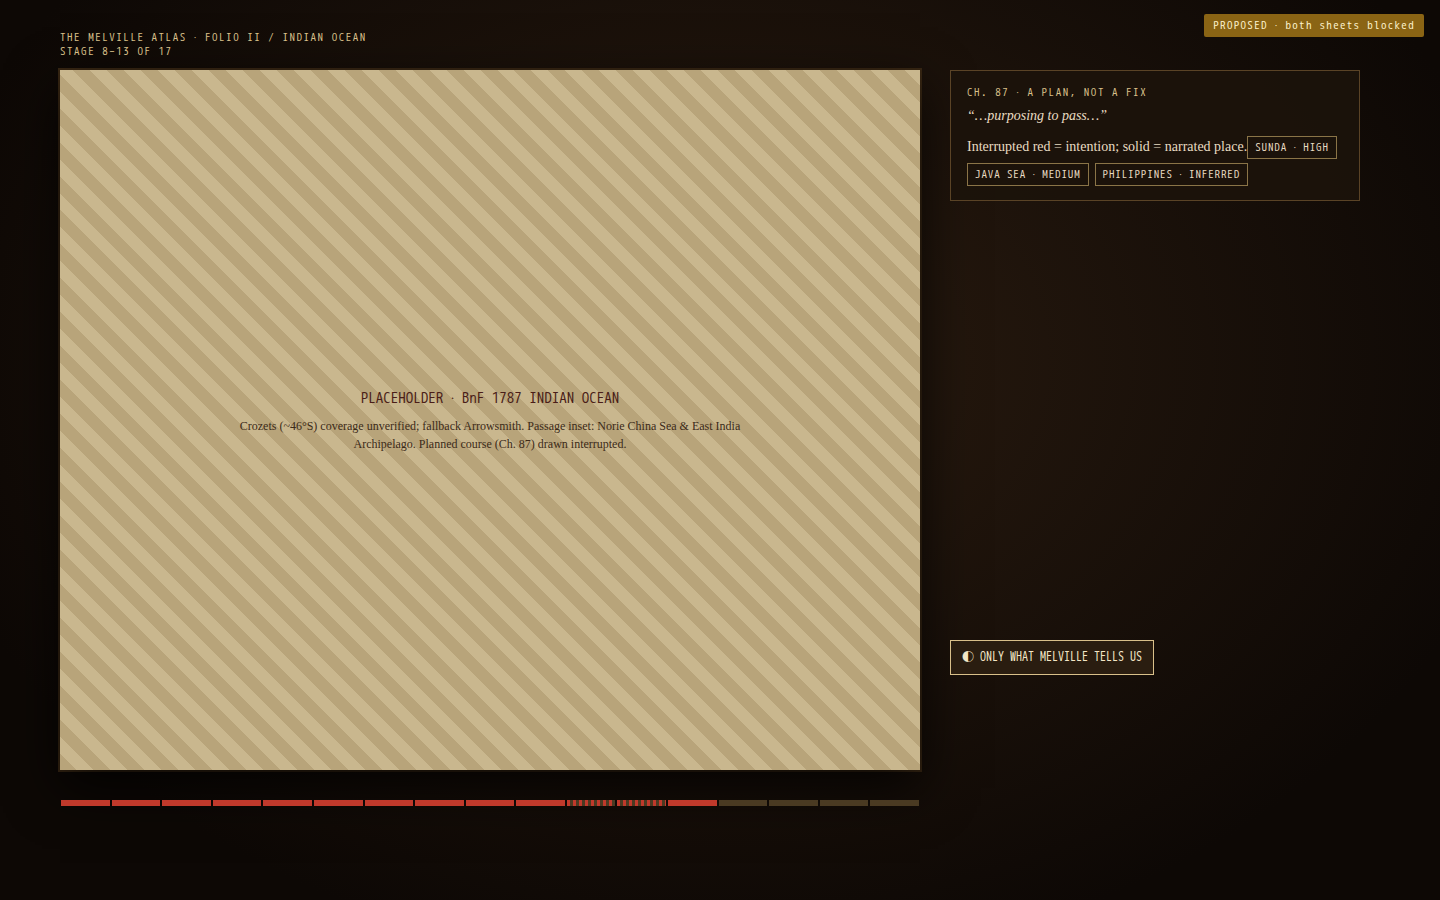 THE MELVILLE ATLAS · FOLIO II / INDIAN OCEAN
STAGE 8–13 OF 17
PROPOSED · both sheets blocked
CH. 87 · A PLAN, NOT A FIX
“…purposing to pass…”
Interrupted red = intention; solid = narrated place. SUNDA · HIGH
JAVA SEA · MEDIUM PHILIPPINES · INFERRED
PLACEHOLDER · BnF 1787 INDIAN OCEAN
Crozets (~46°S) coverage unverified; fallback Arrowsmith. Passage inset: Norie China Sea & East India
Archipelago. Planned course (Ch. 87) drawn interrupted.
◐ ONLY WHAT MELVILLE TELLS US